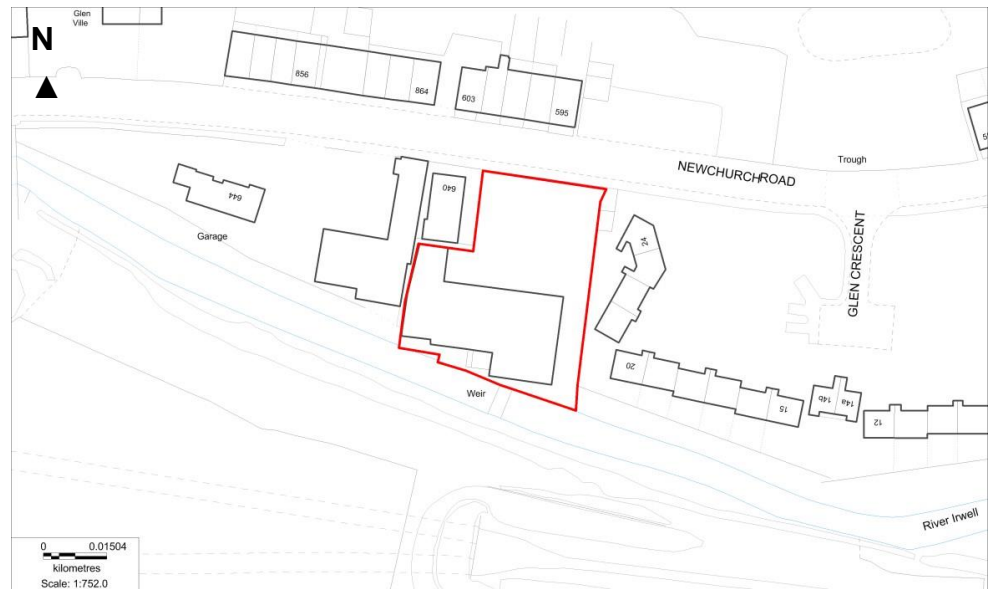 Glen
Ville
N
856
864
603
595
55
NEWCHURCH ROAD
Trough
644
640
24
GLEN CRESCENT
Garage
Weir
20
15
14b
14a
12
River Irwell
0 0.01504
kilometres
Scale: 1:752.0